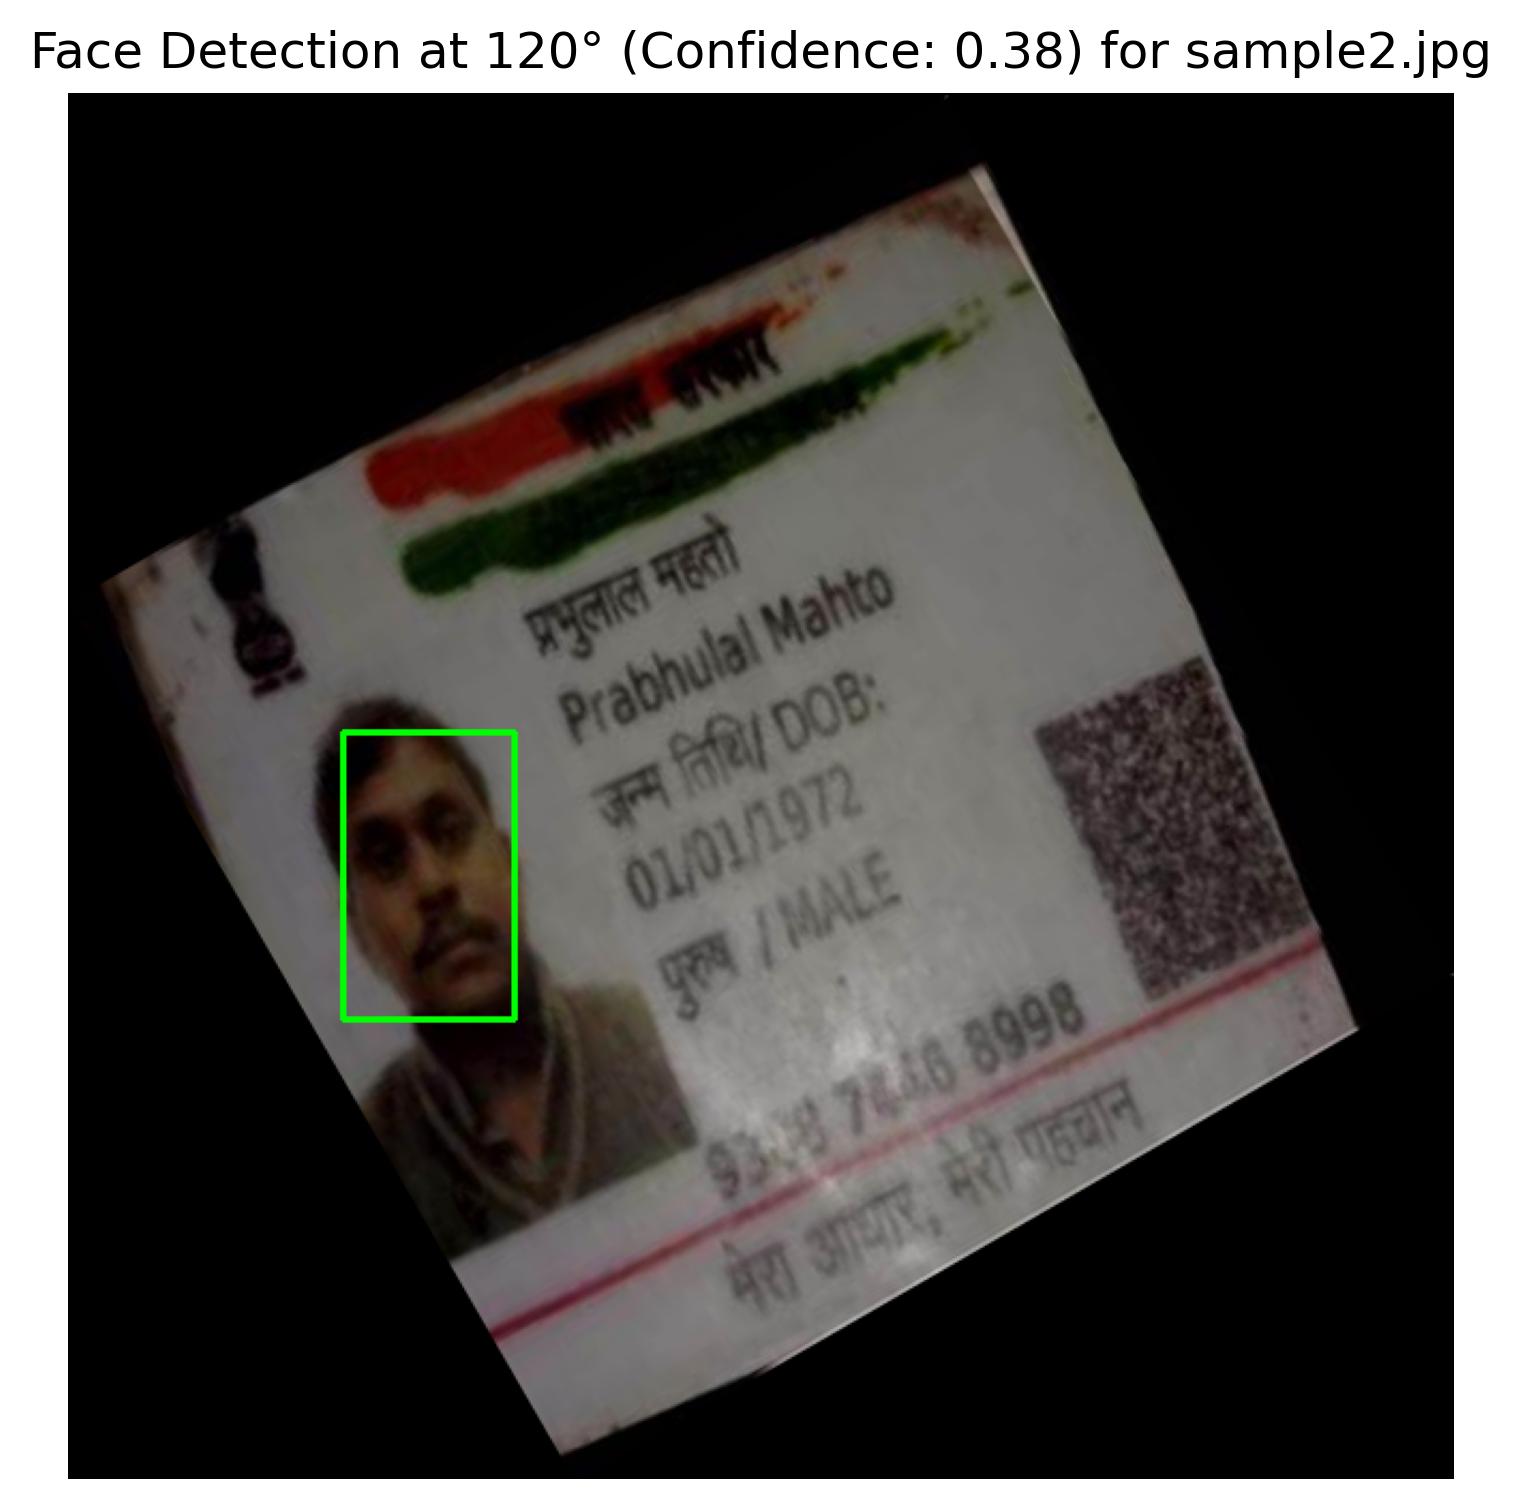 Face Detection at 120° (Confidence: 0.38) for sample2.jpg
सरकार
प्रभुलाल महतो
Prabhulal Mahto
जन्म तिथि/ DOB:
01/01/1972
पुरुष / MALE
8998
मेरा आधार, मेरी पहचान